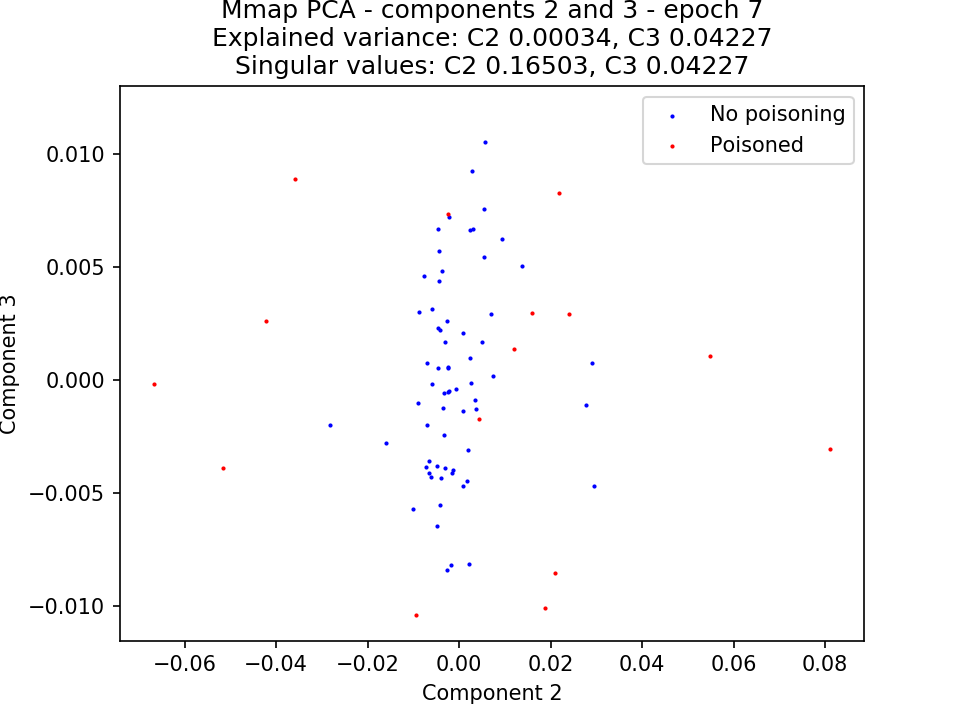 Mmap PCA - components 2 and 3 - epoch 7
Explained variance: C2 0.00034, C3 0.04227
Singular values: C2 0.16503, C3 0.04227
No poisoning
Poisoned
0.010
0.005
0.000
−0.005
−0.010
Component 3
−0.06
−0.04
−0.02
0.00
0.02
0.04
0.06
0.08
Component 2